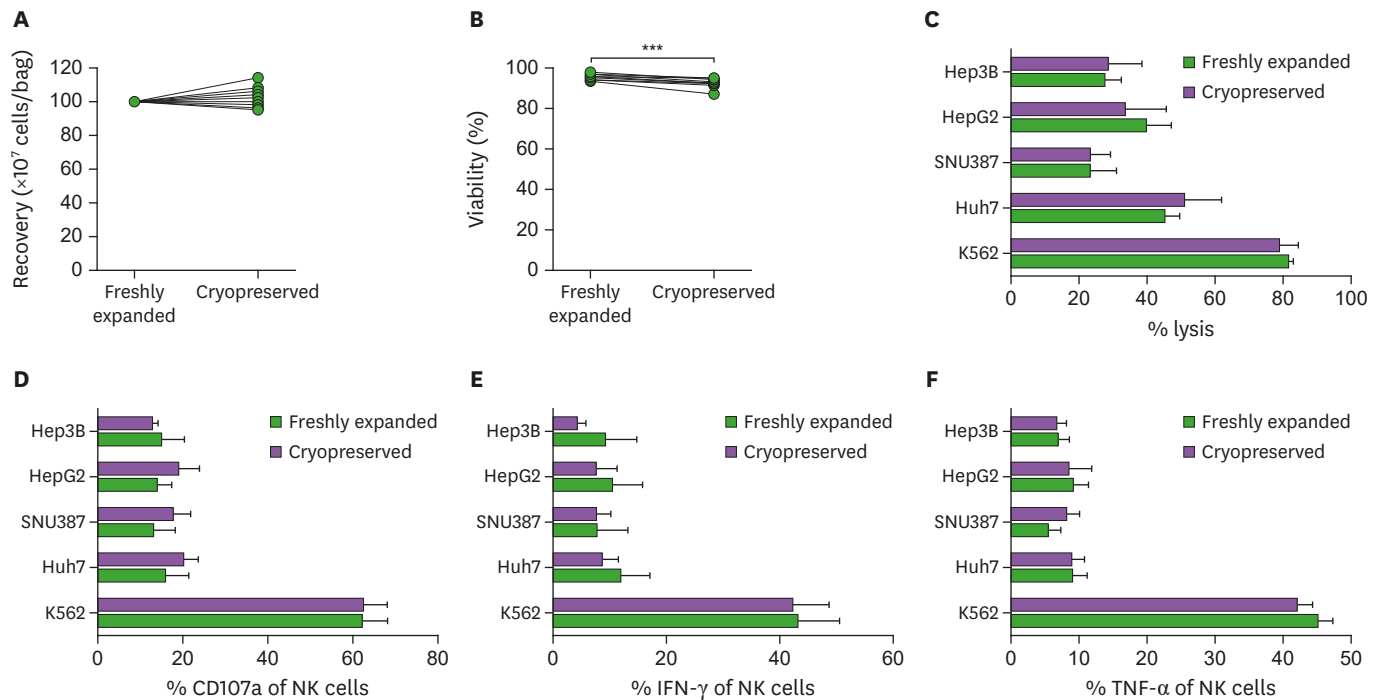 A
Recovery (×10⁷ cells/bag)
120
100
80
60
40
20
0
Freshly
expanded
Cryopreserved
B
***
Viability (%)
100
80
60
40
20
0
Freshly
expanded
Cryopreserved
C
Hep3B
HepG2
SNU387
Huh7
K562
Freshly expanded
Cryopreserved
0 20 40 60 80 100
% lysis
D
Hep3B
HepG2
SNU387
Huh7
K562
Freshly expanded
Cryopreserved
0 20 40 60 80
% CD107a of NK cells
E
Hep3B
HepG2
SNU387
Huh7
K562
Freshly expanded
Cryopreserved
0 20 40 60
% IFN-γ of NK cells
F
Hep3B
HepG2
SNU387
Huh7
K562
Freshly expanded
Cryopreserved
0 10 20 30 40 50
% TNF-α of NK cells